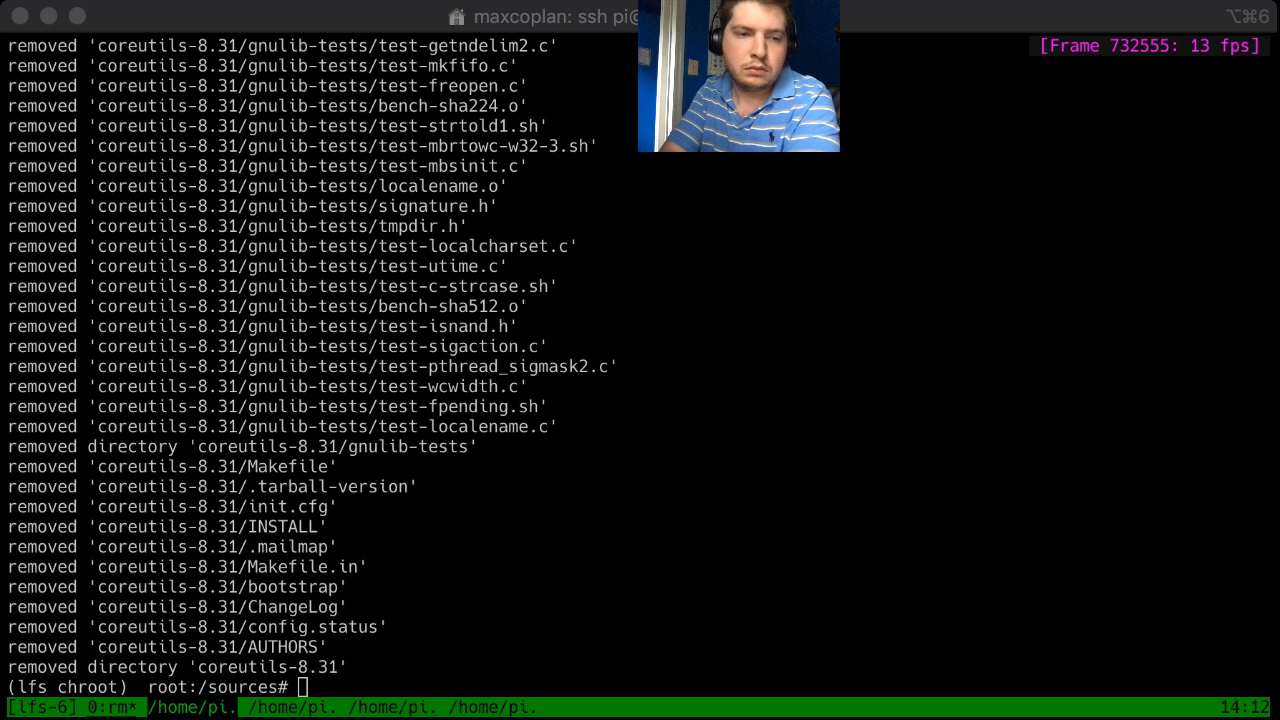 maxcoplan: ssh pi@
⌥⌘6
[Frame 732555: 13 fps]
removed 'coreutils-8.31/gnulib-tests/test-getndelim2.c'
removed 'coreutils-8.31/gnulib-tests/test-mkfifo.c'
removed 'coreutils-8.31/gnulib-tests/test-freopen.c'
removed 'coreutils-8.31/gnulib-tests/bench-sha224.o'
removed 'coreutils-8.31/gnulib-tests/test-strtold1.sh'
removed 'coreutils-8.31/gnulib-tests/test-mbrtowc-w32-3.sh'
removed 'coreutils-8.31/gnulib-tests/test-mbsinit.c'
removed 'coreutils-8.31/gnulib-tests/localename.o'
removed 'coreutils-8.31/gnulib-tests/signature.h'
removed 'coreutils-8.31/gnulib-tests/tmpdir.h'
removed 'coreutils-8.31/gnulib-tests/test-localcharset.c'
removed 'coreutils-8.31/gnulib-tests/test-utime.c'
removed 'coreutils-8.31/gnulib-tests/test-c-strcase.sh'
removed 'coreutils-8.31/gnulib-tests/bench-sha512.o'
removed 'coreutils-8.31/gnulib-tests/test-isnand.h'
removed 'coreutils-8.31/gnulib-tests/test-sigaction.c'
removed 'coreutils-8.31/gnulib-tests/test-pthread_sigmask2.c'
removed 'coreutils-8.31/gnulib-tests/test-wcwidth.c'
removed 'coreutils-8.31/gnulib-tests/test-fpending.sh'
removed 'coreutils-8.31/gnulib-tests/test-localename.c'
removed directory 'coreutils-8.31/gnulib-tests'
removed 'coreutils-8.31/Makefile'
removed 'coreutils-8.31/.tarball-version'
removed 'coreutils-8.31/init.cfg'
removed 'coreutils-8.31/INSTALL'
removed 'coreutils-8.31/.mailmap'
removed 'coreutils-8.31/Makefile.in'
removed 'coreutils-8.31/bootstrap'
removed 'coreutils-8.31/ChangeLog'
removed 'coreutils-8.31/config.status'
removed 'coreutils-8.31/AUTHORS'
removed directory 'coreutils-8.31'
(lfs chroot)  root:/sources#
[lfs-6] 0:rm* /home/pi. /home/pi. /home/pi. /home/pi. 14:12